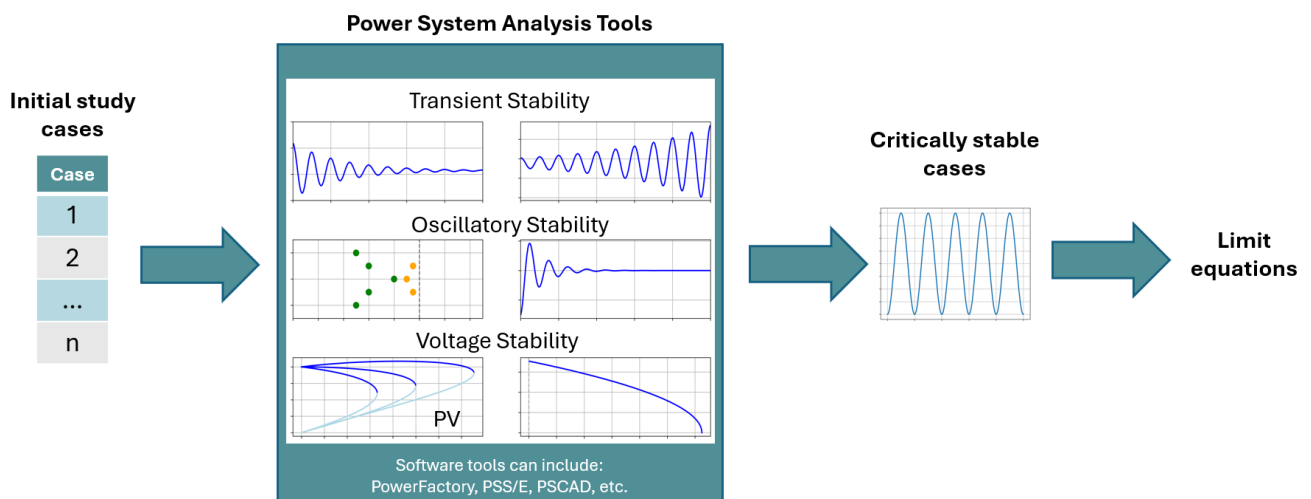 Power System Analysis Tools
Initial study
cases
Case
1
2
...
n
Transient Stability
Oscillatory Stability
Voltage Stability
PV
Software tools can include:
PowerFactory, PSS/E, PSCAD, etc.
Critically stable
cases
Limit
equations